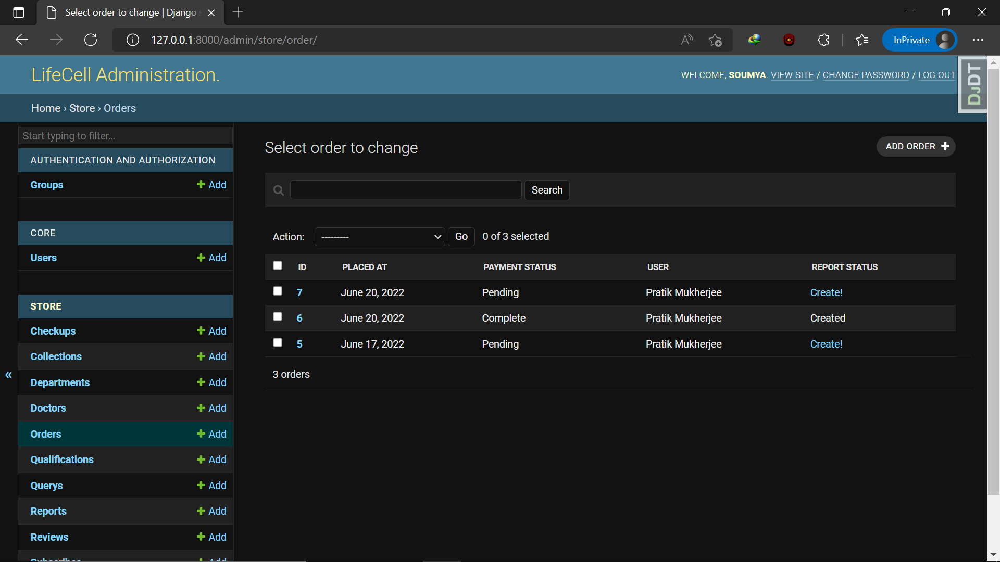 Select order to change | Django
127.0.0.1:8000/admin/store/order/
InPrivate
LifeCell Administration.
WELCOME, SOUMYA. VIEW SITE / CHANGE PASSWORD / LOG OUT
DJDT
Home › Store › Orders
Start typing to filter...
AUTHENTICATION AND AUTHORIZATION
Groups + Add
CORE
Users + Add
STORE
Checkups + Add
Collections + Add
Departments + Add
Doctors + Add
Orders + Add
Qualifications + Add
Querys + Add
Reports + Add
Reviews + Add
«
Select order to change
ADD ORDER +
Search
Action: --------- Go 0 of 3 selected
ID PLACED AT PAYMENT STATUS USER REPORT STATUS
7 June 20, 2022 Pending Pratik Mukherjee Create!
6 June 20, 2022 Complete Pratik Mukherjee Created
5 June 17, 2022 Pending Pratik Mukherjee Create!
3 orders